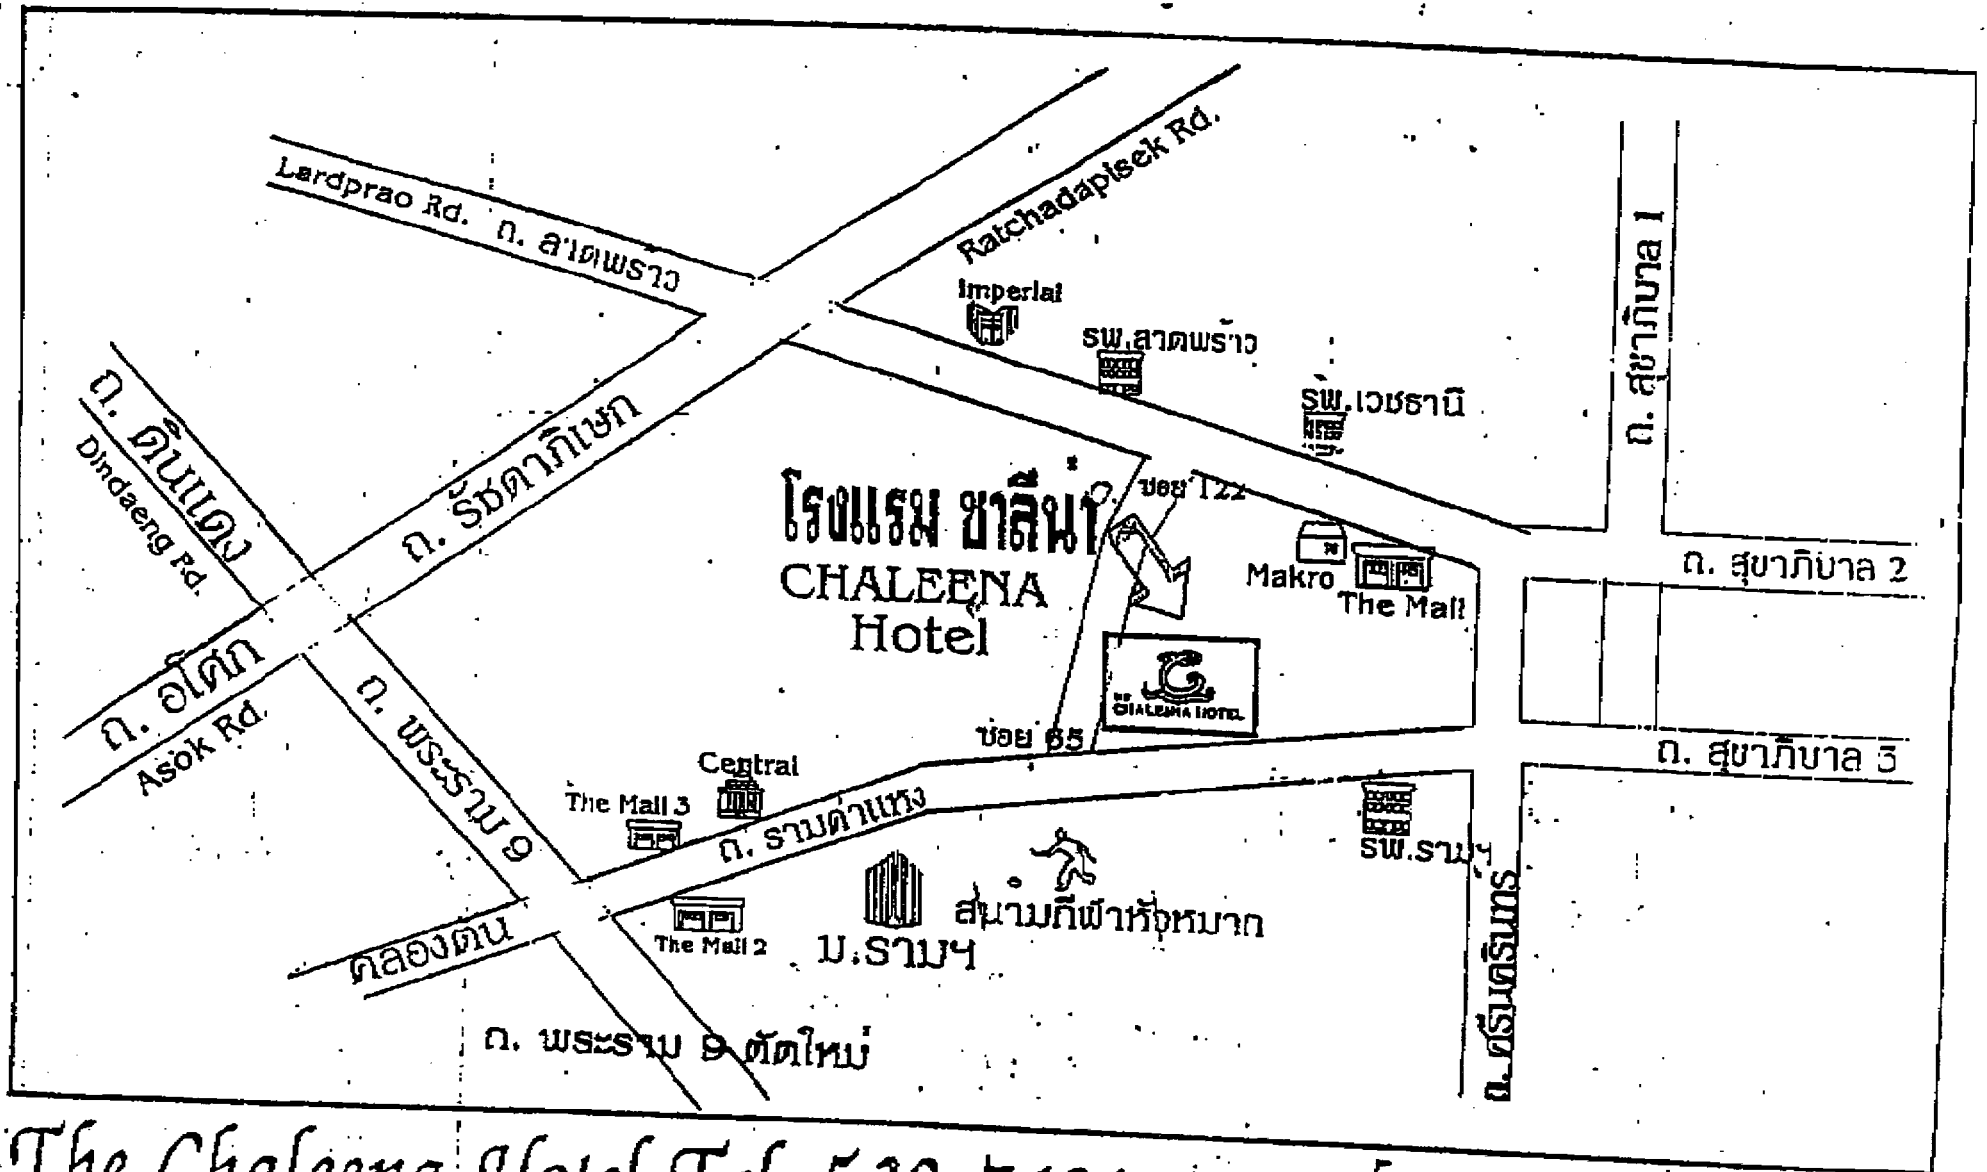 Lardprao Rd. ถ. ลาดพร้าว
Ratchadapisek Rd.
Imperial
รพ.ลาดพร้าว
รพ.เวชธานี
ถ. สุขาภิบาล 1
ถ. ดินแดง
Dindaeng Rd.
ถ. รัชดาภิเษก
โรงแรม ชาลีน่า
CHALEENA
Hotel
ซอย 122
Makro
The Mall
ถ. สุขาภิบาล 2
ถ. อโศก
Asok Rd.
ถ. พระราม 9
THE
CHALEENA HOTEL
ซอย 65
ถ. สุขาภิบาล 3
Central
The Mall 3
ถ. รามคำแหง
รพ.รามฯ
The Mall 2
ม.รามฯ
สนามกีฬาหัวหมาก
คลองตัน
ถ. พระราม 9 ตัดใหม่
ถ. ศรีนครินทร์
The Chaleena Hotel Tel.